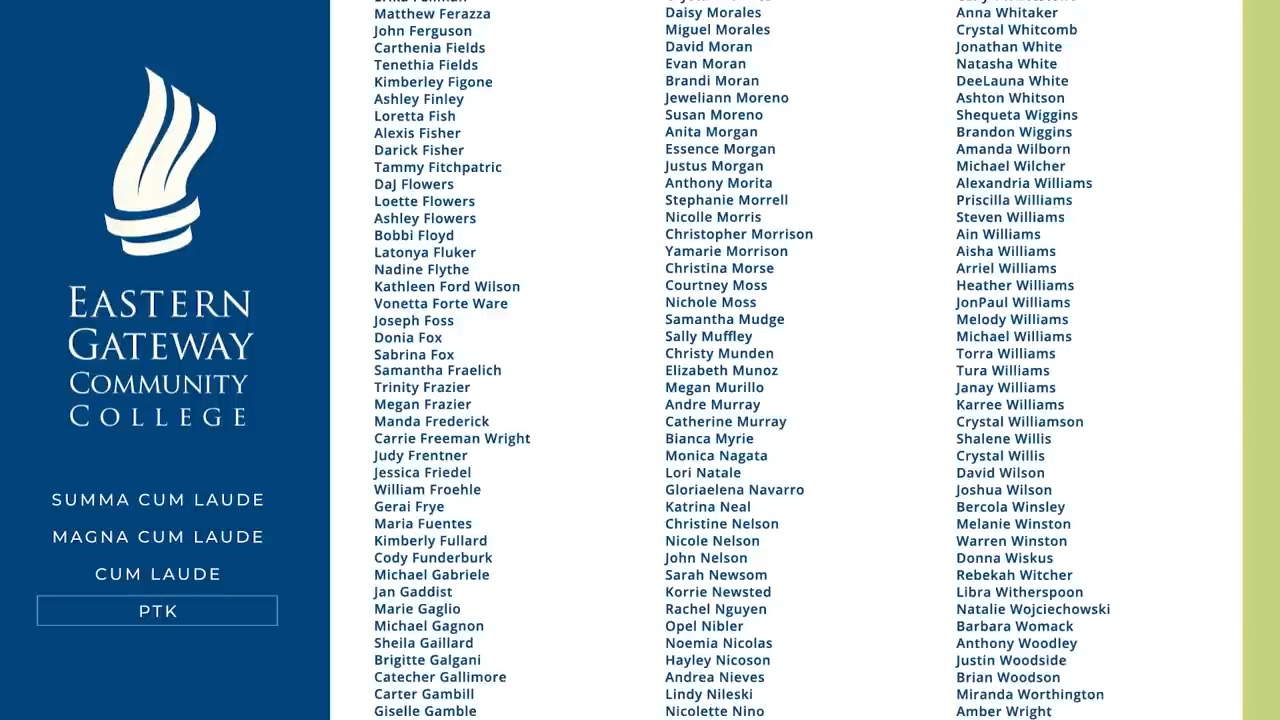 EASTERN
GATEWAY
COMMUNITY
COLLEGE
SUMMA CUM LAUDE
MAGNA CUM LAUDE
CUM LAUDE
PTK
Matthew Ferazza
John Ferguson
Carthenia Fields
Tenethia Fields
Kimberley Figone
Ashley Finley
Loretta Fish
Alexis Fisher
Darick Fisher
Tammy Fitchpatric
DaJ Flowers
Loette Flowers
Ashley Flowers
Bobbi Floyd
Latonya Fluker
Nadine Flythe
Kathleen Ford Wilson
Vonetta Forte Ware
Joseph Foss
Donia Fox
Sabrina Fox
Samantha Fraelich
Trinity Frazier
Megan Frazier
Manda Frederick
Carrie Freeman Wright
Judy Frentner
Jessica Friedel
William Froehle
Gerai Frye
Maria Fuentes
Kimberly Fullard
Cody Funderburk
Michael Gabriele
Jan Gaddist
Marie Gaglio
Michael Gagnon
Sheila Gaillard
Brigitte Galgani
Catecher Gallimore
Carter Gambill
Giselle Gamble
Daisy Morales
Miguel Morales
David Moran
Evan Moran
Brandi Moran
Jeweliann Moreno
Susan Moreno
Anita Morgan
Essence Morgan
Justus Morgan
Anthony Morita
Stephanie Morrell
Nicolle Morris
Christopher Morrison
Yamarie Morrison
Christina Morse
Courtney Moss
Nichole Moss
Samantha Mudge
Sally Muffley
Christy Munden
Elizabeth Munoz
Megan Murillo
Andre Murray
Catherine Murray
Bianca Myrie
Monica Nagata
Lori Natale
Gloriaelena Navarro
Katrina Neal
Christine Nelson
Nicole Nelson
John Nelson
Sarah Newsom
Korrie Newsted
Rachel Nguyen
Opel Nibler
Noemia Nicolas
Hayley Nicoson
Andrea Nieves
Lindy Nileski
Nicolette Nino
Anna Whitaker
Crystal Whitcomb
Jonathan White
Natasha White
DeeLauna White
Ashton Whitson
Shequeta Wiggins
Brandon Wiggins
Amanda Wilborn
Michael Wilcher
Alexandria Williams
Priscilla Williams
Steven Williams
Ain Williams
Aisha Williams
Arriel Williams
Heather Williams
JonPaul Williams
Melody Williams
Michael Williams
Torra Williams
Tura Williams
Janay Williams
Karree Williams
Crystal Williamson
Shalene Willis
Crystal Willis
David Wilson
Joshua Wilson
Bercola Winsley
Melanie Winston
Warren Winston
Donna Wiskus
Rebekah Witcher
Libra Witherspoon
Natalie Wojciechowski
Barbara Womack
Anthony Woodley
Justin Woodside
Brian Woodson
Miranda Worthington
Amber Wright